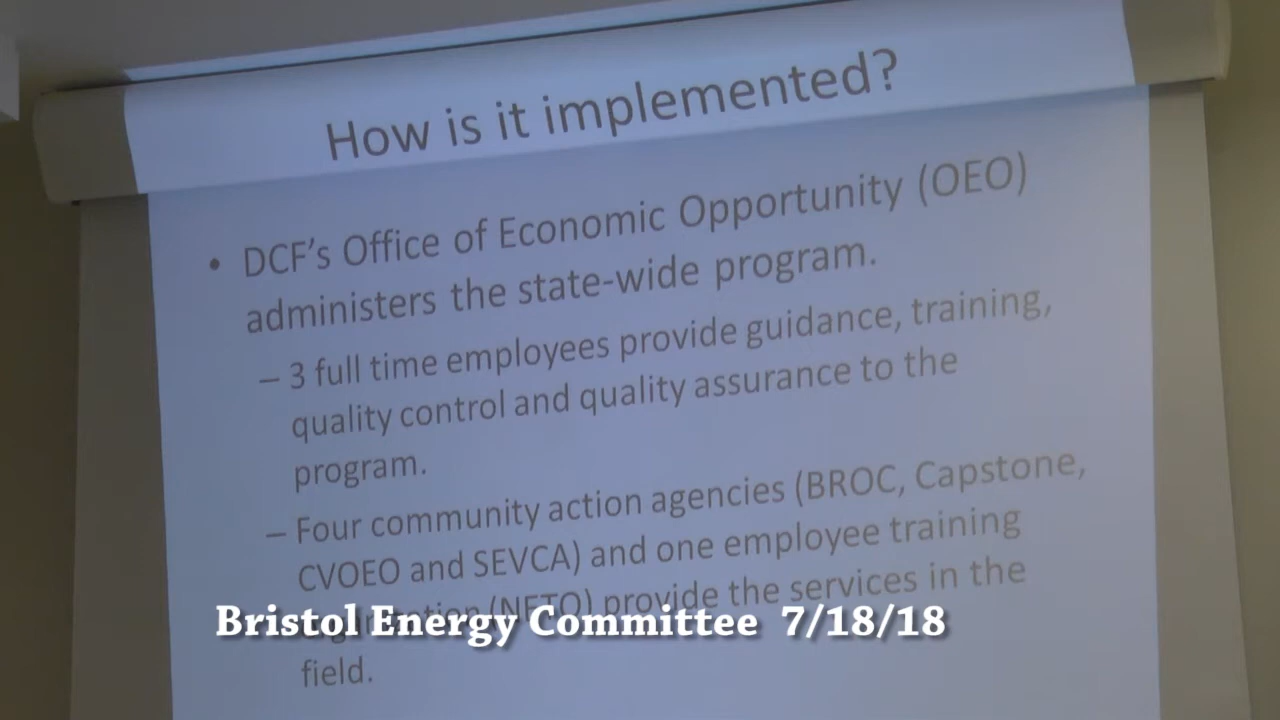 How is it implemented?
• DCF's Office of Economic Opportunity (OEO)
administers the state-wide program.
– 3 full time employees provide guidance, training,
quality control and quality assurance to the
program.
– Four community action agencies (BROC, Capstone,
CVOEO and SEVCA) and one employee training
(NETO) provide the services in the
Bristol Energy Committee 7/18/18
field.